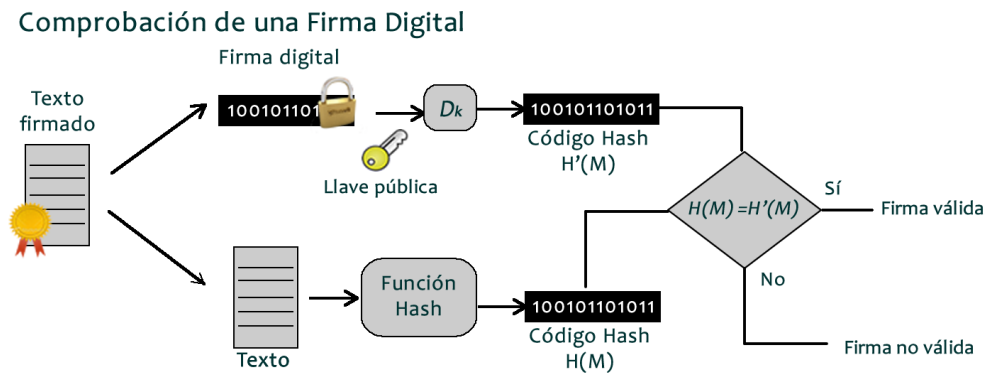 Comprobación de una Firma Digital
Firma digital
Texto
firmado
100101101
Dk
100101101011
Código Hash
H’(M)
Llave pública
H(M) =H’(M)
Sí
Firma válida
No
Función
Hash
100101101011
Código Hash
H(M)
Texto
Firma no válida